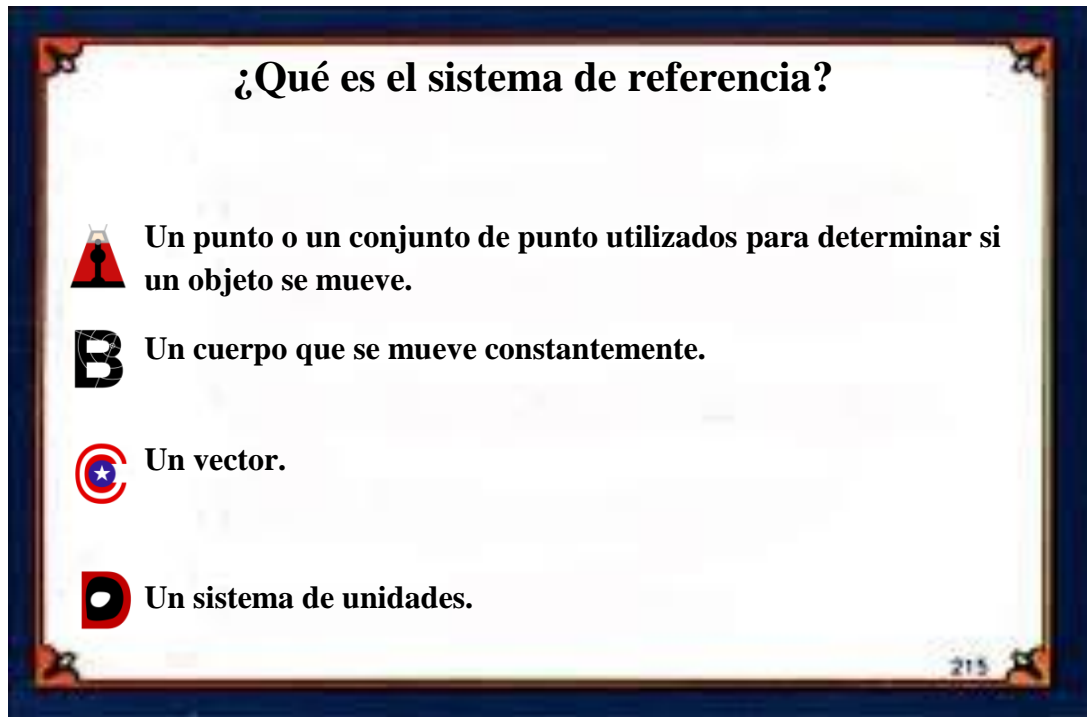 ¿Qué es el sistema de referencia?
A Un punto o un conjunto de punto utilizados para determinar si
un objeto se mueve.
B Un cuerpo que se mueve constantemente.
C Un vector.
D Un sistema de unidades.
215